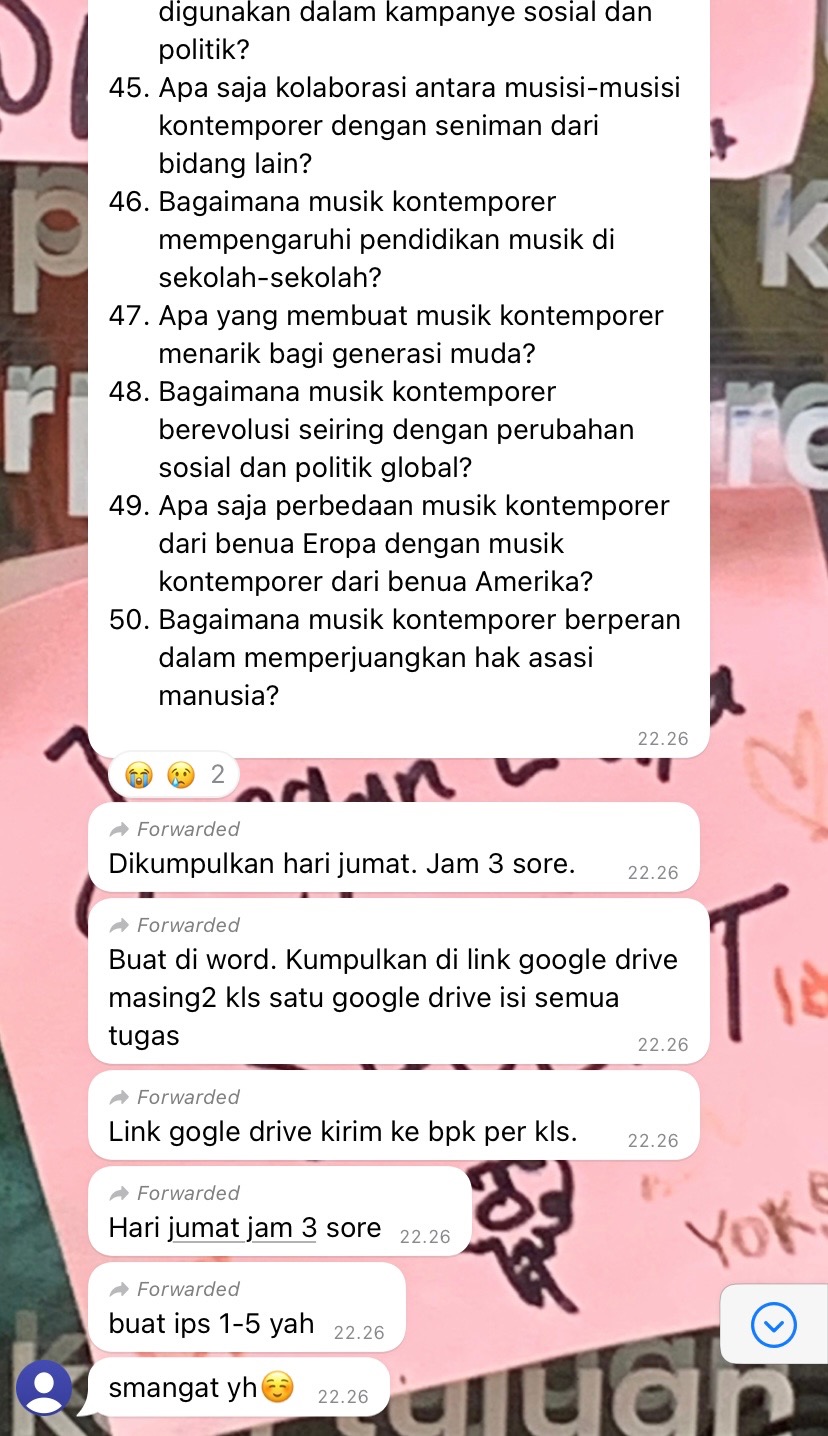 digunakan dalam kampanye sosial dan
politik?
45. Apa saja kolaborasi antara musisi-musisi
kontemporer dengan seniman dari
bidang lain?
46. Bagaimana musik kontemporer
mempengaruhi pendidikan musik di
sekolah-sekolah?
47. Apa yang membuat musik kontemporer
menarik bagi generasi muda?
48. Bagaimana musik kontemporer
berevolusi seiring dengan perubahan
sosial dan politik global?
49. Apa saja perbedaan musik kontemporer
dari benua Eropa dengan musik
kontemporer dari benua Amerika?
50. Bagaimana musik kontemporer berperan
dalam memperjuangkan hak asasi
manusia?
22.26
😭 😢 2
Forwarded
Dikumpulkan hari jumat. Jam 3 sore. 22.26
Forwarded
Buat di word. Kumpulkan di link google drive
masing2 kls satu google drive isi semua
tugas 22.26
Forwarded
Link gogle drive kirim ke bpk per kls. 22.26
Forwarded
Hari jumat jam 3 sore 22.26
Forwarded
buat ips 1-5 yah 22.26
smangat yh☺️ 22.26